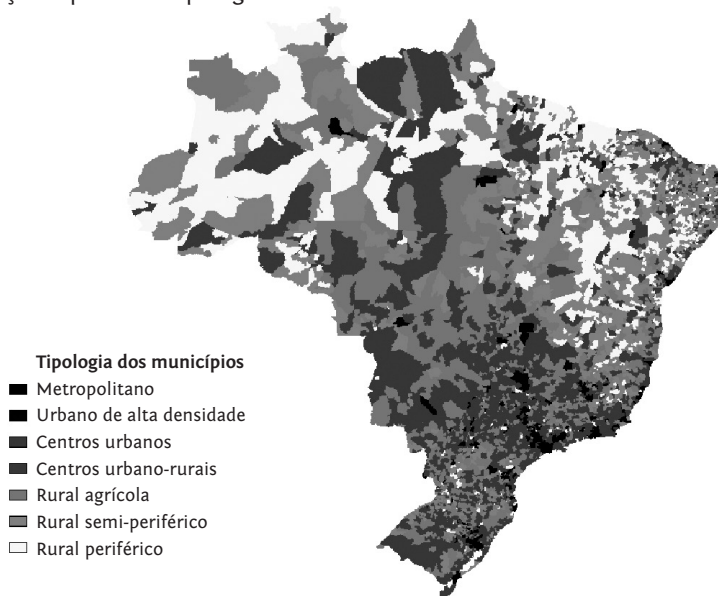 Tipologia dos municípios
Metropolitano
Urbano de alta densidade
Centros urbanos
Centros urbano-rurais
Rural agrícola
Rural semi-periférico
Rural periférico